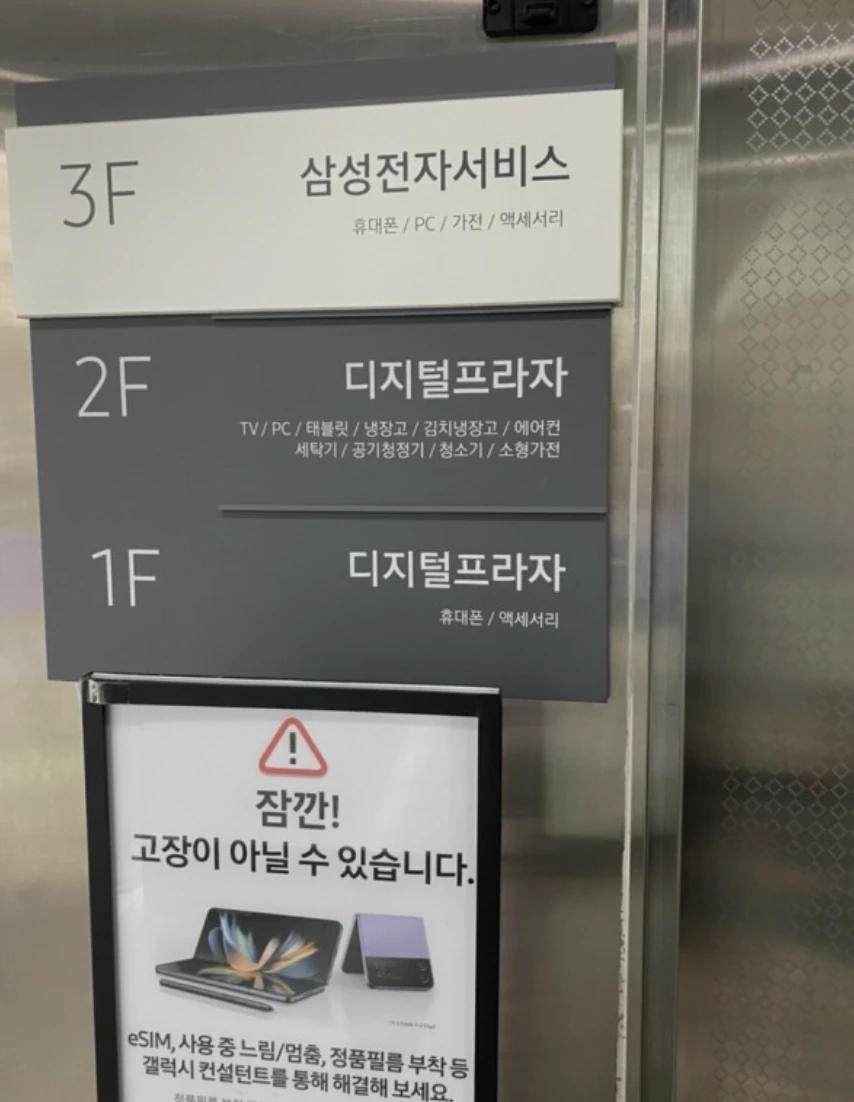 3F
삼성전자서비스
휴대폰 / PC / 가전 / 액세서리
2F
디지털프라자
TV / PC / 태블릿 / 냉장고 / 김치냉장고 / 에어컨
세탁기 / 공기청정기 / 청소기 / 소형가전
1F
디지털프라자
휴대폰 / 액세서리
잠깐!
고장이 아닐 수 있습니다.
eSIM, 사용 중 느림/멈춤, 정품필름 부착 등
갤럭시 컨설턴트를 통해 해결해 보세요.